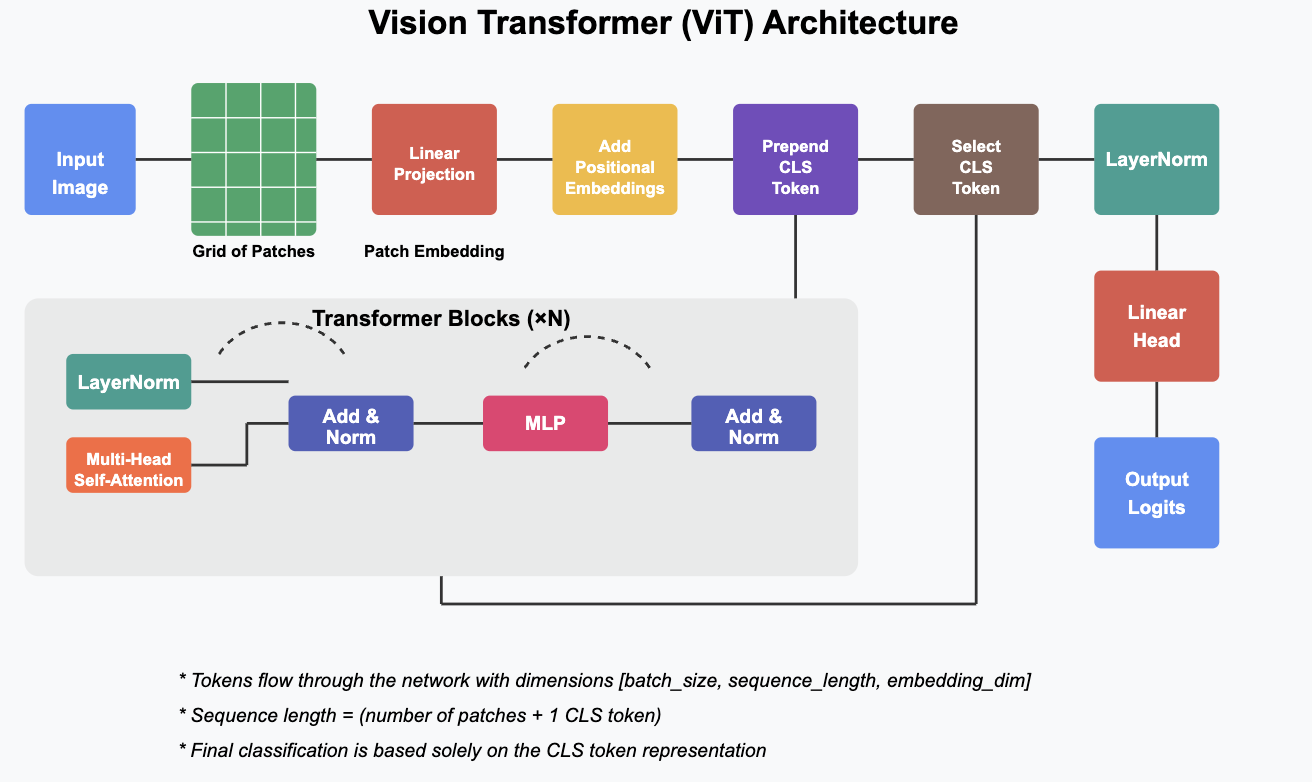 Vision Transformer (ViT) Architecture
Input
Image
Grid of Patches
Linear
Projection
Patch Embedding
Add
Positional
Embeddings
Prepend
CLS
Token
Select
CLS
Token
LayerNorm
Linear
Head
Output
Logits
Transformer Blocks (×N)
LayerNorm
Multi-Head
Self-Attention
Add &
Norm
MLP
Add &
Norm
* Tokens flow through the network with dimensions [batch_size, sequence_length, embedding_dim]
* Sequence length = (number of patches + 1 CLS token)
* Final classification is based solely on the CLS token representation